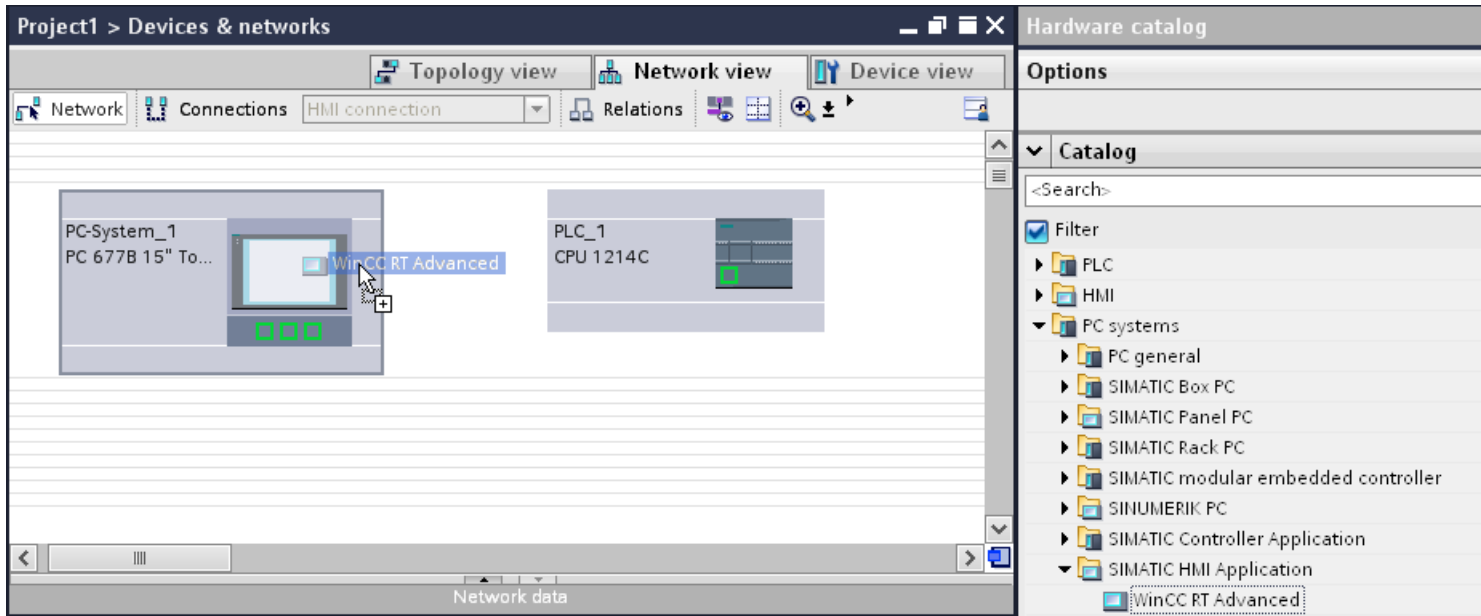 Project1 > Devices & networks
Topology view
Network view
Device view
Network
Connections
HMI connection
Relations
PC-System_1
PC 677B 15" To...
WinCC RT Advanced
PLC_1
CPU 1214C
Network data
Hardware catalog
Options
Catalog
<Search>
Filter
PLC
HMI
PC systems
PC general
SIMATIC Box PC
SIMATIC Panel PC
SIMATIC Rack PC
SIMATIC modular embedded controller
SINUMERIK PC
SIMATIC Controller Application
SIMATIC HMI Application
WinCC RT Advanced